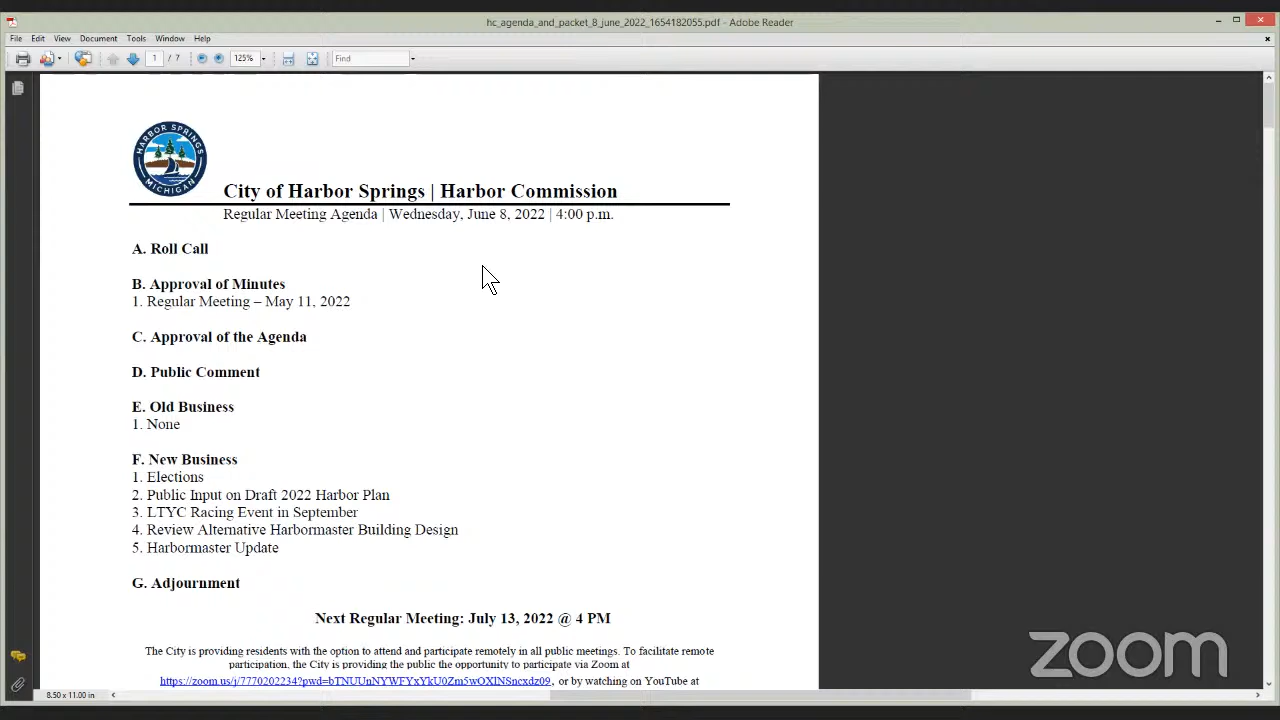 hc_agenda_and_packet_8_june_2022_1654182055.pdf - Adobe Reader
File Edit View Document Tools Window Help
1 / 7 125% Find
HARBOR SPRINGS
MICHIGAN
City of Harbor Springs | Harbor Commission
Regular Meeting Agenda | Wednesday, June 8, 2022 | 4:00 p.m.
A. Roll Call
B. Approval of Minutes
1. Regular Meeting – May 11, 2022
C. Approval of the Agenda
D. Public Comment
E. Old Business
1. None
F. New Business
1. Elections
2. Public Input on Draft 2022 Harbor Plan
3. LTYC Racing Event in September
4. Review Alternative Harbormaster Building Design
5. Harbormaster Update
G. Adjournment
Next Regular Meeting: July 13, 2022 @ 4 PM
The City is providing residents with the option to attend and participate remotely in all public meetings. To facilitate remote
participation, the City is providing the public the opportunity to participate via Zoom at
https://zoom.us/j/7770202234?pwd=bTNUUnNYWFYxYkU0Zm5wOXlNSncxdz09, or by watching on YouTube at
8.50 x 11.00 in
zoom